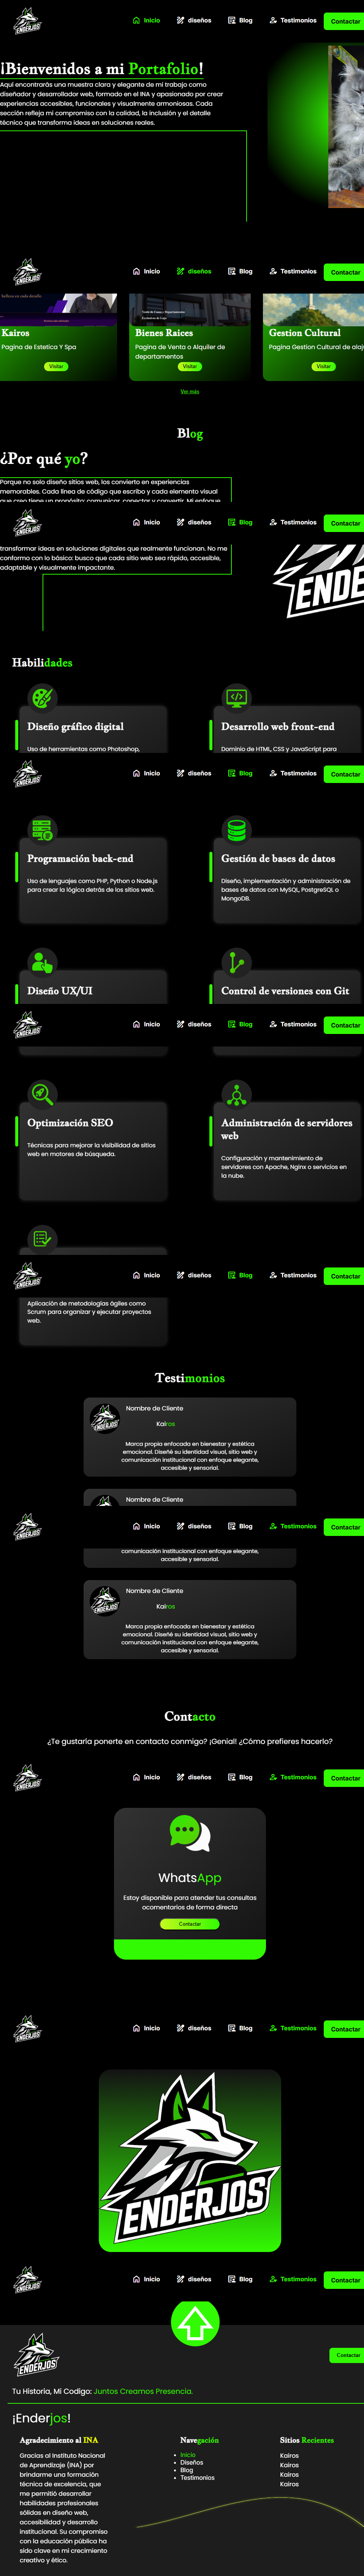 ENDERJOS
Inicio
diseños
Blog
Testimonios
Contactar
¡Bienvenidos a mi Portafolio!
Aquí encontrarás una muestra clara y elegante de mi trabajo como
diseñador y desarrollador web, formado en el INA y apasionado por crear
experiencias accesibles, funcionales y visualmente armoniosas. Cada
sección refleja mi compromiso con la calidad, la inclusión y el detalle
técnico que transforma ideas en soluciones reales.
ENDERJOS
Inicio
diseños
Blog
Testimonios
Contactar
Kairos
Pagina de Estetica Y Spa
Visitar
Bienes Raices
Pagina de Venta o Alquiler de
departamentos
Visitar
Gestion Cultural
Pagina Gestion Cultural de alaj
Visitar
Ver más
Blog
¿Por qué yo?
Porque no solo diseño sitios web, los convierto en experiencias
memorables. Cada línea de código que escribo y cada elemento visual
ENDERJOS
Inicio
diseños
Blog
Testimonios
Contactar
transformar ideas en soluciones digitales que realmente funcionan. No me
conformo con lo básico: busco que cada sitio web sea rápido, accesible,
adaptable y visualmente impactante.
Habilidades
Diseño gráfico digital
Uso de herramientas como Photoshop,
Desarrollo web front-end
Dominio de HTML, CSS y JavaScript para
ENDERJOS
Inicio
diseños
Blog
Testimonios
Contactar
Programación back-end
Uso de lenguajes como PHP, Python o Node.js
para crear la lógica detrás de los sitios web.
Gestión de bases de datos
Diseño, implementación y administración de
bases de datos con MySQL, PostgreSQL o
MongoDB.
Diseño UX/UI
Control de versiones con Git
ENDERJOS
Inicio
diseños
Blog
Testimonios
Contactar
Optimización SEO
Técnicas para mejorar la visibilidad de sitios
web en motores de búsqueda.
Administración de servidores
web
Configuración y mantenimiento de
servidores con Apache, Nginx o servicios en
la nube.
ENDERJOS
Inicio
diseños
Blog
Testimonios
Contactar
Aplicación de metodologías ágiles como
Scrum para organizar y ejecutar proyectos
web.
Testimonios
Nombre de Cliente
Kairos
Marca propia enfocada en bienestar y estética
emocional. Diseñé su identidad visual, sitio web y
comunicación institucional con enfoque elegante,
accesible y sensorial.
Nombre de Cliente
ENDERJOS
Inicio
diseños
Blog
Testimonios
Contactar
comunicación institucional con enfoque elegante,
accesible y sensorial.
Nombre de Cliente
Kairos
Marca propia enfocada en bienestar y estética
emocional. Diseñé su identidad visual, sitio web y
comunicación institucional con enfoque elegante,
accesible y sensorial.
Contacto
¿Te gustaría ponerte en contacto conmigo? ¡Genial! ¿Cómo prefieres hacerlo?
ENDERJOS
Inicio
diseños
Blog
Testimonios
Contactar
WhatsApp
Estoy disponible para atender tus consultas
ocomentarios de forma directa
Contactar
ENDERJOS
Inicio
diseños
Blog
Testimonios
Contactar
ENDERJOS
ENDERJOS
Inicio
diseños
Blog
Testimonios
Contactar
ENDERJOS
Contactar
Tu Historia, Mi Codigo: Juntos Creamos Presencia.
¡Enderjos!
Agradecimiento al INA
Gracias al Instituto Nacional
de Aprendizaje (INA) por
brindarme una formación
técnica de excelencia, que
me permitió desarrollar
habilidades profesionales
sólidas en diseño web,
accesibilidad y desarrollo
institucional. Su compromiso
con la educación pública ha
sido clave en mi crecimiento
creativo y ético.
Navegación
Inicio
Diseños
Blog
Testimonios
Sitios Recientes
Kairos
Kairos
Kairos
Kairos